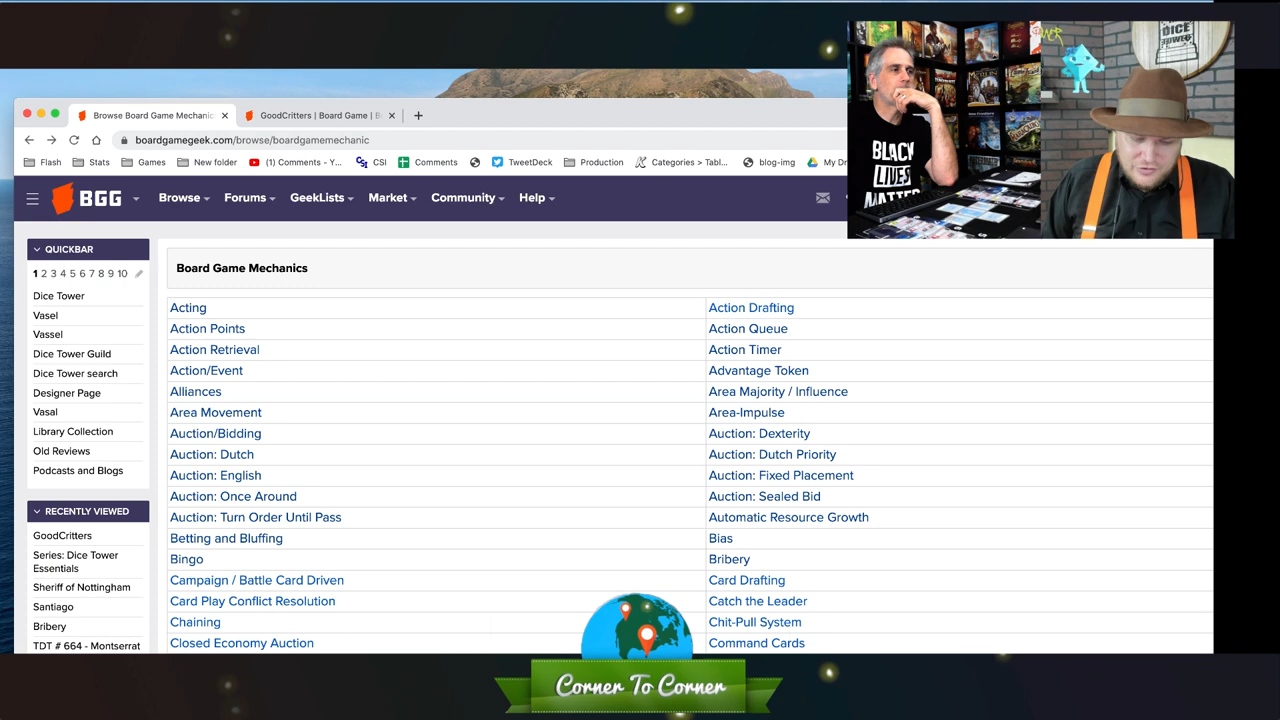 Browse Board Game Mechanic
GoodCritters | Board Game | B
boardgamegeek.com/browse/boardgamemechanic
Flash Stats Games New folder (1) Comments - Y... CSI Comments TweetDeck Production Categories > Tabl... blog-img My Dr
BGG Browse Forums GeekLists Market Community Help
QUICKBAR
1 2 3 4 5 6 7 8 9 10
Dice Tower
Vasel
Vassel
Dice Tower Guild
Dice Tower search
Designer Page
Vasal
Library Collection
Old Reviews
Podcasts and Blogs
RECENTLY VIEWED
GoodCritters
Series: Dice Tower
Essentials
Sheriff of Nottingham
Santiago
Bribery
TDT # 664 - Montserrat
Board Game Mechanics
Acting Action Drafting
Action Points Action Queue
Action Retrieval Action Timer
Action/Event Advantage Token
Alliances Area Majority / Influence
Area Movement Area-Impulse
Auction/Bidding Auction: Dexterity
Auction: Dutch Auction: Dutch Priority
Auction: English Auction: Fixed Placement
Auction: Once Around Auction: Sealed Bid
Auction: Turn Order Until Pass Automatic Resource Growth
Betting and Bluffing Bias
Bingo Bribery
Campaign / Battle Card Driven Card Drafting
Card Play Conflict Resolution Catch the Leader
Chaining Chit-Pull System
Closed Economy Auction Command Cards
BLACK
LIVES
MATTER
MERLIN
DICE
TOWER
Corner To Corner